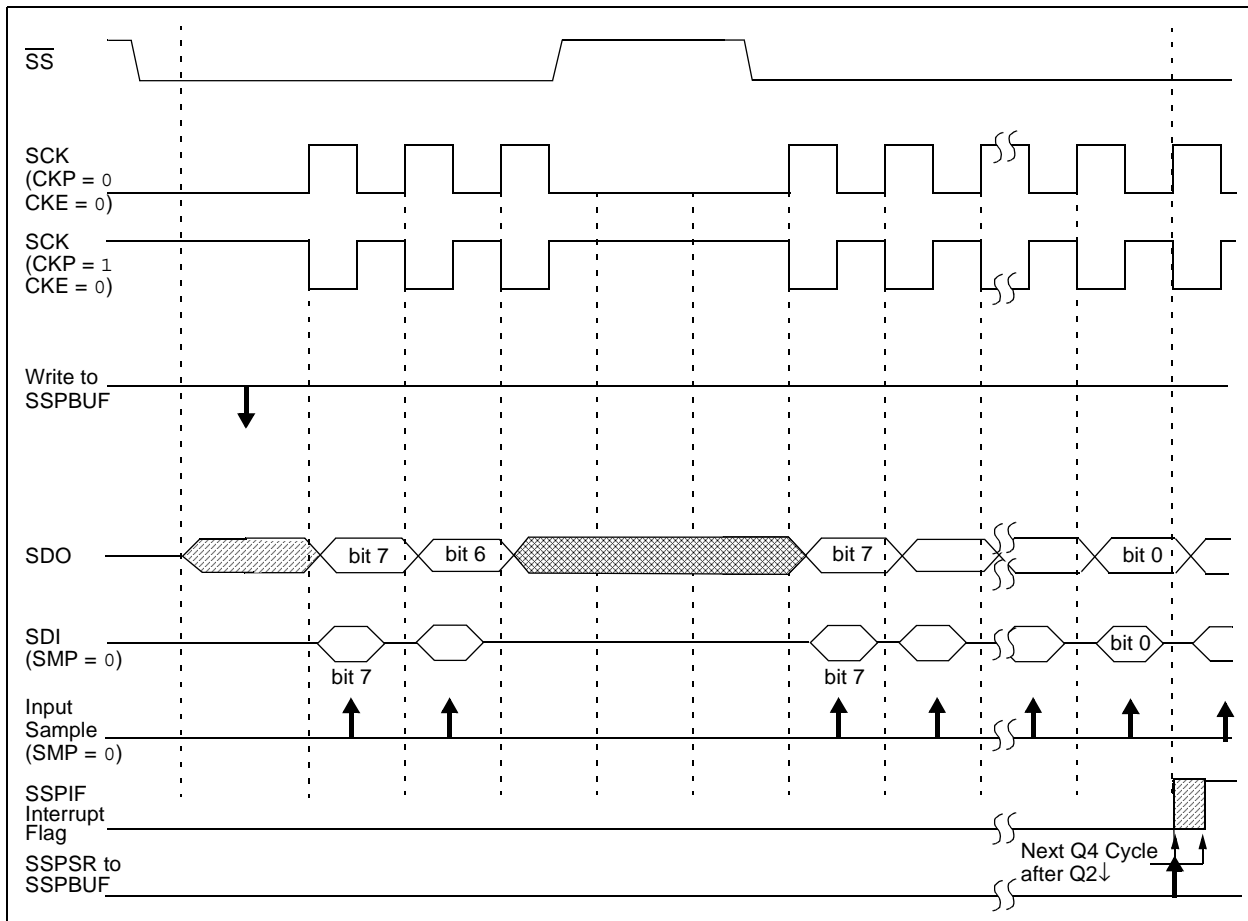 SS
SCK
(CKP = 0
CKE = 0)
SCK
(CKP = 1
CKE = 0)
Write to
SSPBUF
SDO
bit 7
bit 6
bit 7
bit 0
SDI
(SMP = 0)
bit 7
bit 7
bit 0
Input
Sample
(SMP = 0)
SSPIF
Interrupt
Flag
SSPSR to
SSPBUF
Next Q4 Cycle
after Q2↓